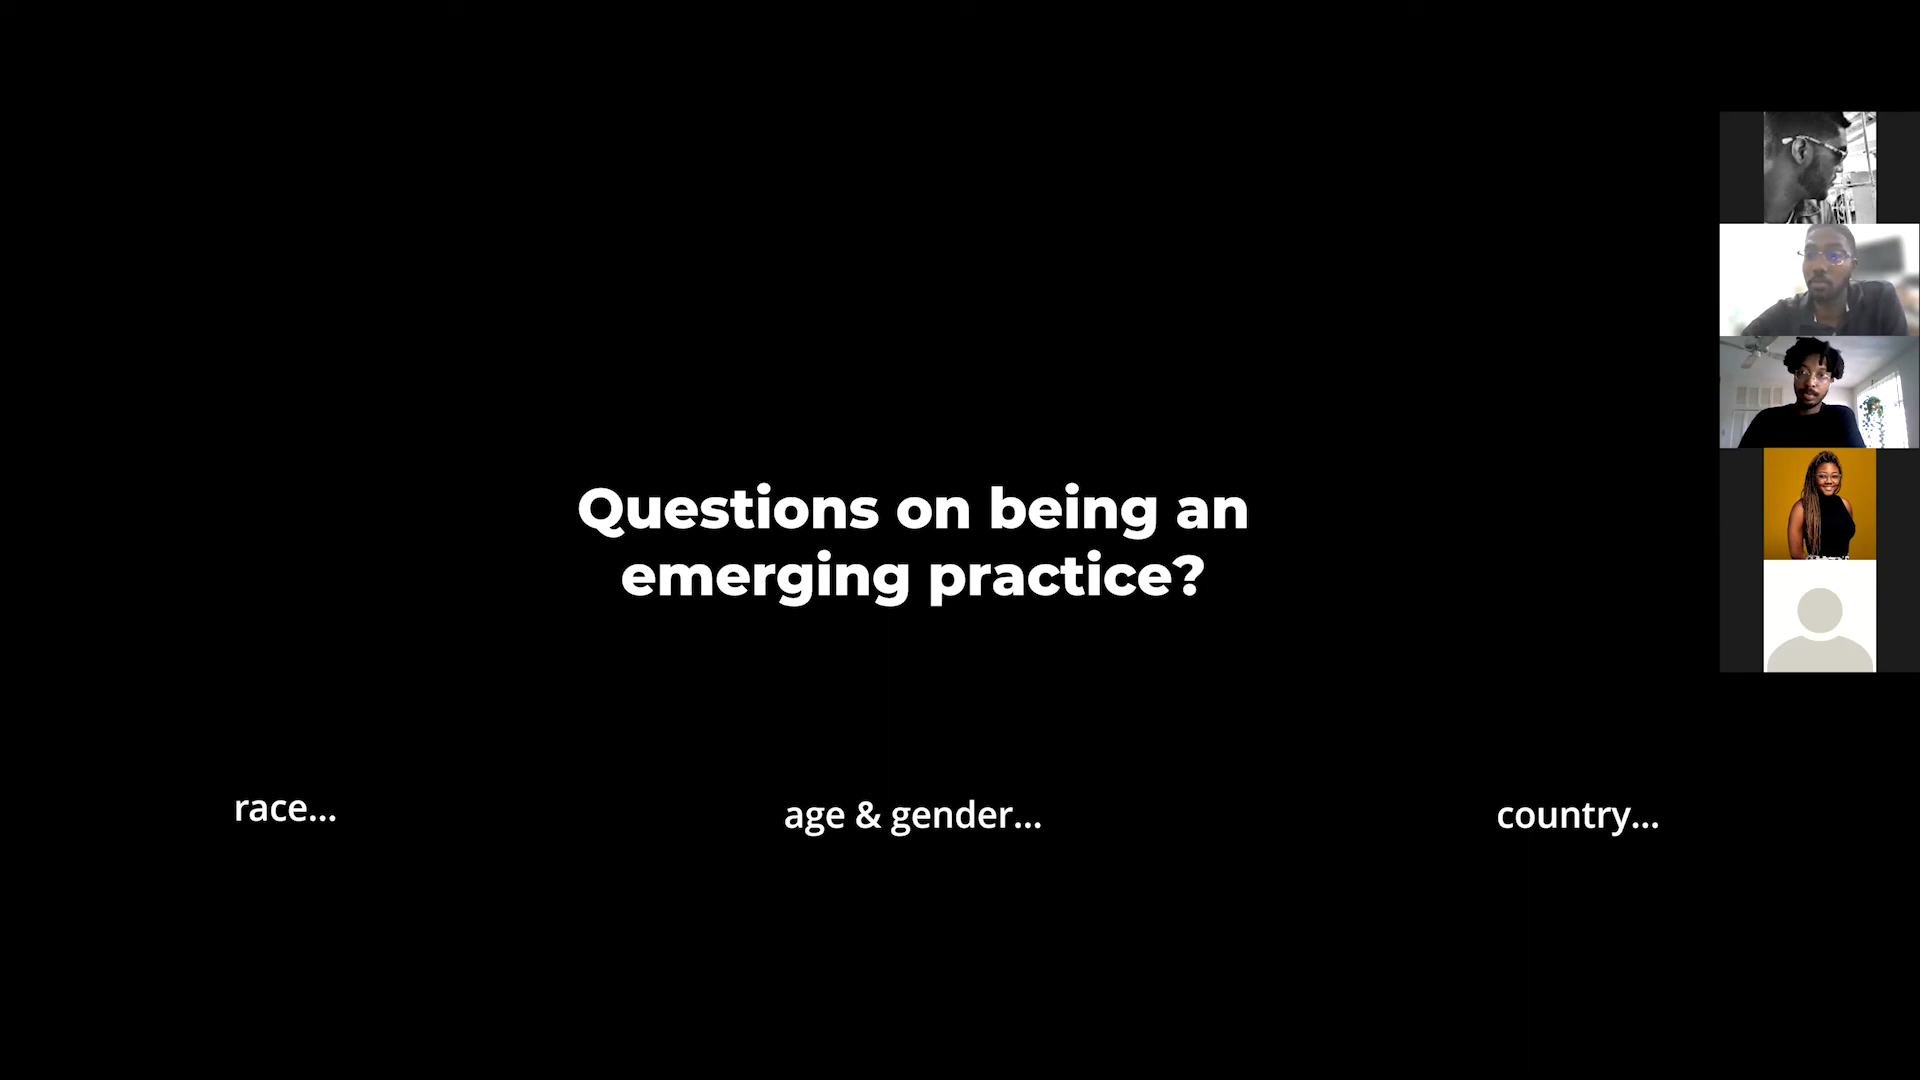 Questions on being an
emerging practice?
race...
age & gender...
country...